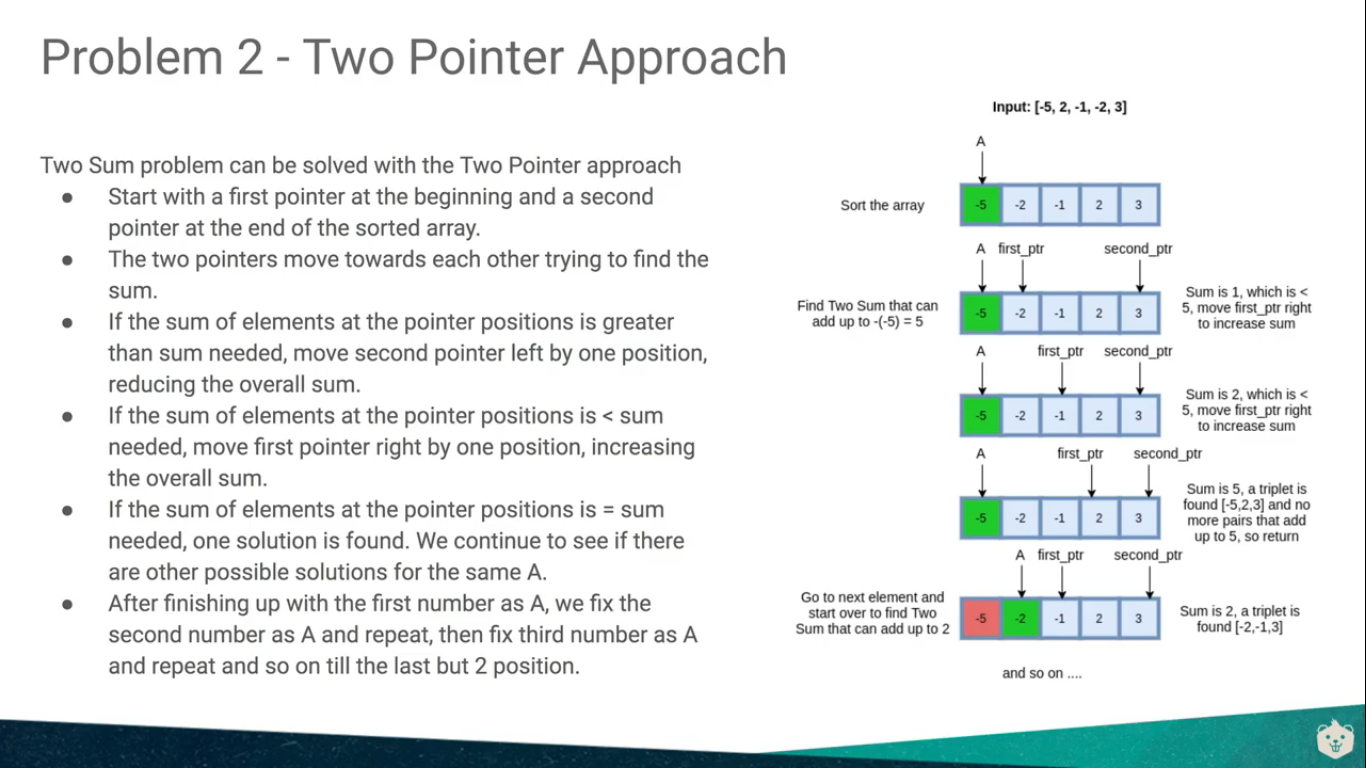 Problem 2 - Two Pointer Approach
Two Sum problem can be solved with the Two Pointer approach
● Start with a first pointer at the beginning and a second
pointer at the end of the sorted array.
● The two pointers move towards each other trying to find the
sum.
● If the sum of elements at the pointer positions is greater
than sum needed, move second pointer left by one position,
reducing the overall sum.
● If the sum of elements at the pointer positions is < sum
needed, move first pointer right by one position, increasing
the overall sum.
● If the sum of elements at the pointer positions is = sum
needed, one solution is found. We continue to see if there
are other possible solutions for the same A.
● After finishing up with the first number as A, we fix the
second number as A and repeat, then fix third number as A
and repeat and so on till the last but 2 position.
Input: [-5, 2, -1, -2, 3]
A
Sort the array
-5 -2 -1 2 3
A first_ptr second_ptr
Find Two Sum that can
add up to -(-5) = 5
-5 -2 -1 2 3
Sum is 1, which is <
5, move first_ptr right
to increase sum
A first_ptr second_ptr
-5 -2 -1 2 3
Sum is 2, which is <
5, move first_ptr right
to increase sum
A first_ptr second_ptr
-5 -2 -1 2 3
Sum is 5, a triplet is
found [-5,2,3] and no
more pairs that add
up to 5, so return
A first_ptr second_ptr
Go to next element and
start over to find Two
Sum that can add up to 2
-5 -2 -1 2 3
Sum is 2, a triplet is
found [-2,-1,3]
and so on ....